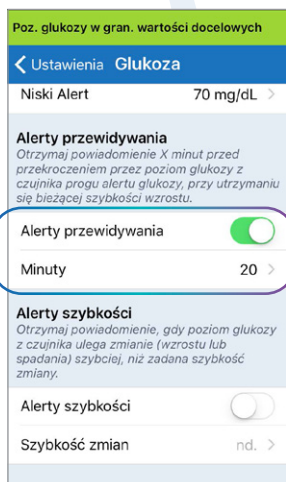 Poz. glukozy w gran. wartości docelowych
Ustawienia Glukoza
Niski Alert 70 mg/dL
Alerty przewidywania
Otrzymaj powiadomienie X minut przed
przekroczeniem przez poziom glukozy z
czujnika progu alertu glukozy, przy utrzymaniu
się bieżącej szybkości wzrostu.
Alerty przewidywania
Minuty 20
Alerty szybkości
Otrzymaj powiadomienie, gdy poziom glukozy
z czujnika ulega zmianie (wzrostu lub
spadania) szybciej, niż zadana szybkość
zmiany.
Alerty szybkości
Szybkość zmian nd.